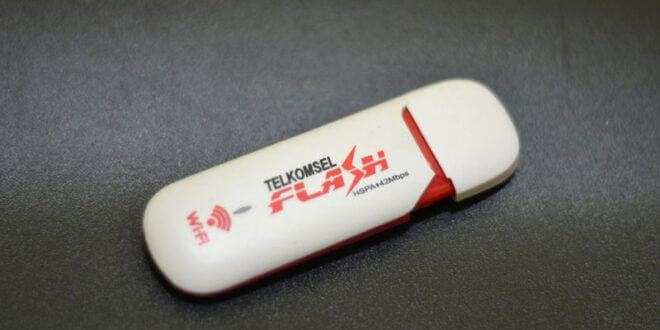 TELKOMSEL
FLASH
HSPA+42Mbps
WiFi